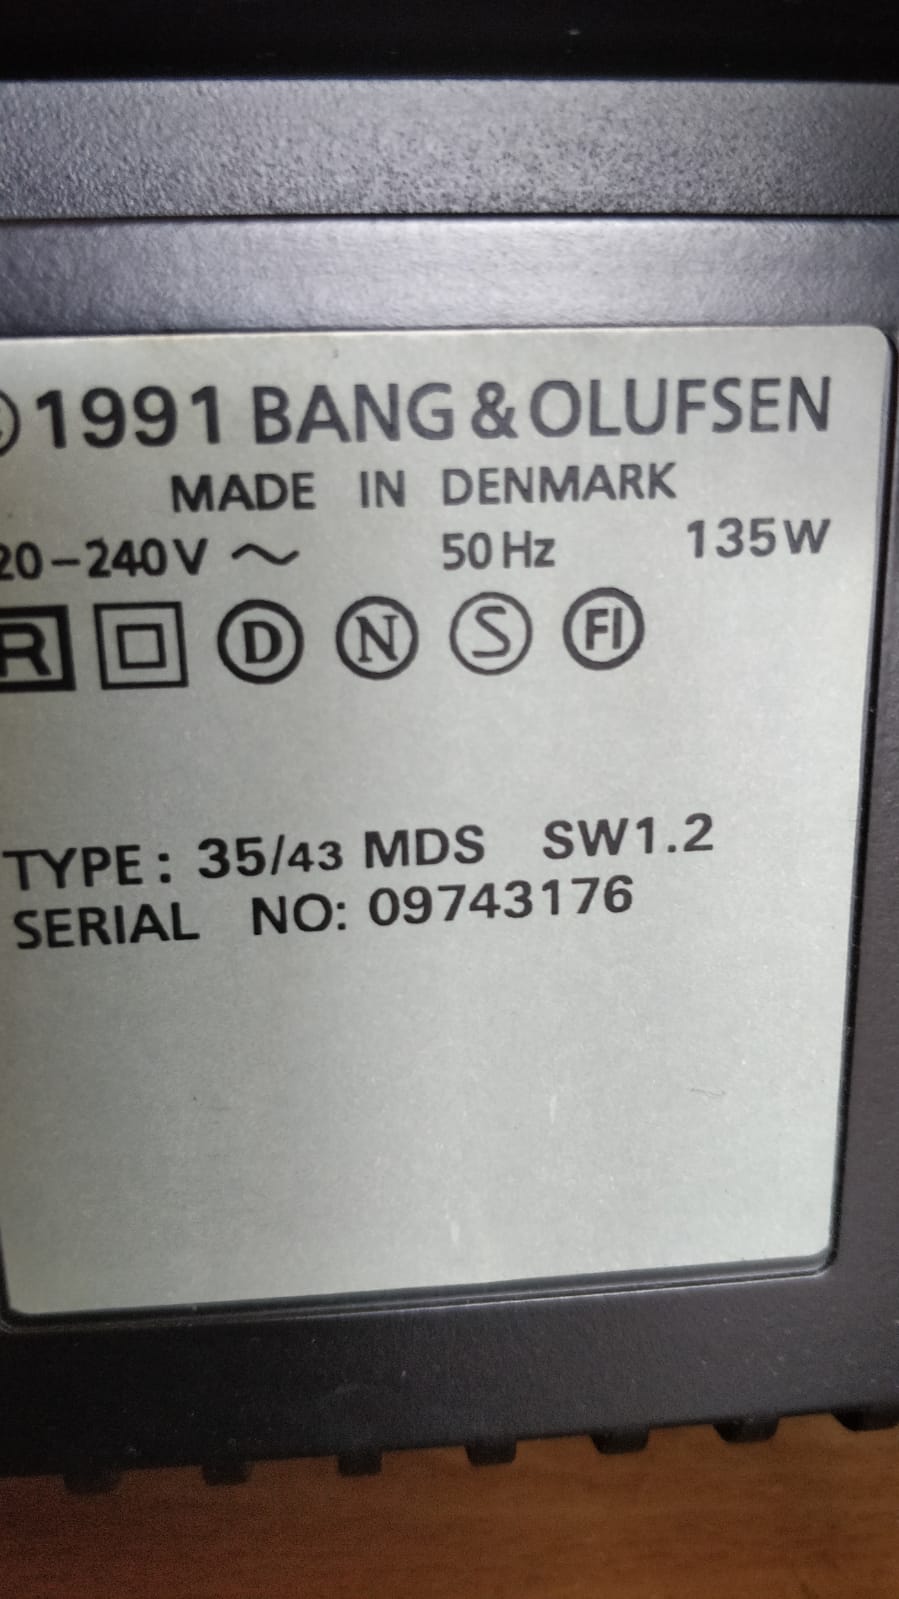 ©1991 BANG & OLUFSEN
MADE IN DENMARK
20-240V ~ 50 Hz 135W
R D N S FI
TYPE: 35/43 MDS SW1.2
SERIAL NO: 09743176